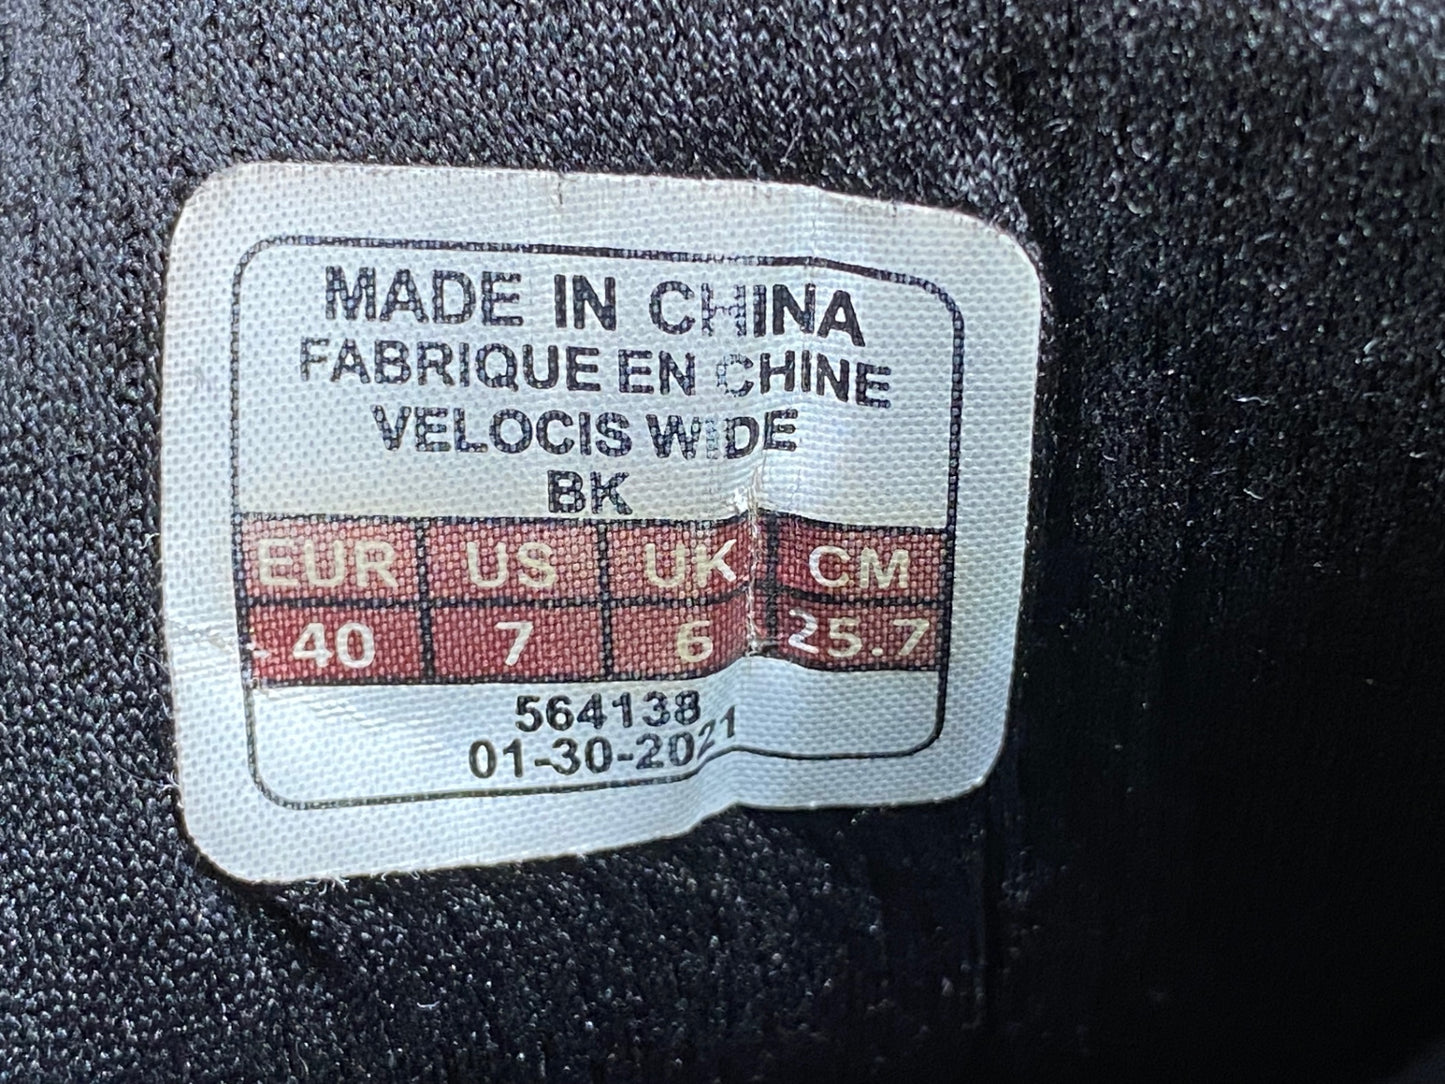 MADE IN CHINA
FABRIQUE EN CHINE
VELOCIS WIDE
BK
EUR US UK CM
40 7 6 25.7
564138
01-30-2021